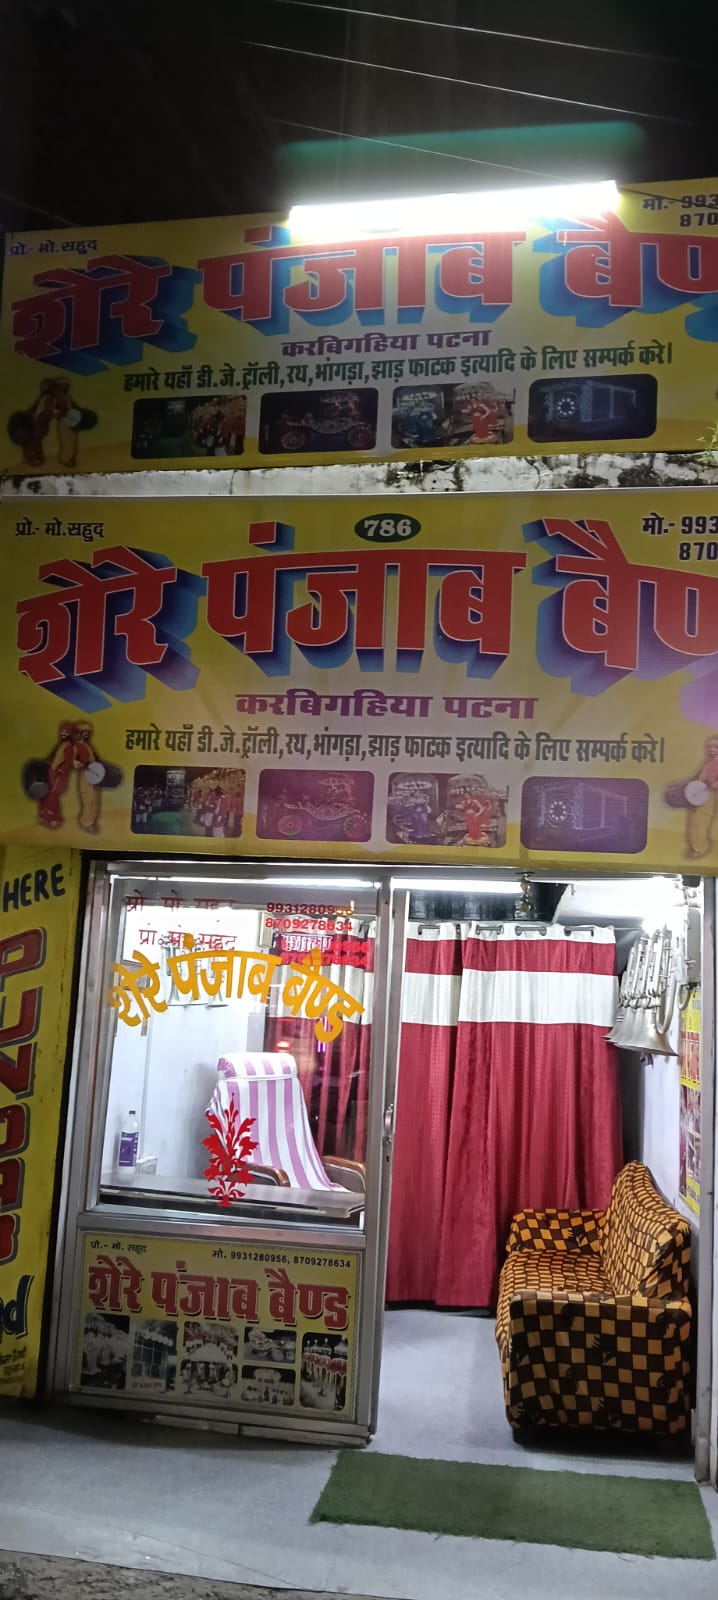 प्रो.- मो.सहुद
मो.- 993
870
शेरे पंजाब बैण
करबिगहिया पटना
हमारे यहाँ डी.जे.ट्रॉली,रथ,भांगड़ा,झाड़ फाटक इत्यादि के लिए सम्पर्क करे।
प्रो.- मो.सहुद
786
मो.- 993
870
शेरे पंजाब बैण
करबिगहिया पटना
हमारे यहाँ डी.जे.ट्रॉली,रथ,भांगड़ा,झाड़ फाटक इत्यादि के लिए सम्पर्क करे।
HERE
प्रो. मो. सहुद
8709278634
प्रो. मो. सहुद
शेरे पंजाब बैण्ड
प्रो.- मो. सहुद
मो. 9931280956, 8709278634
शेरे पंजाब बैण्ड